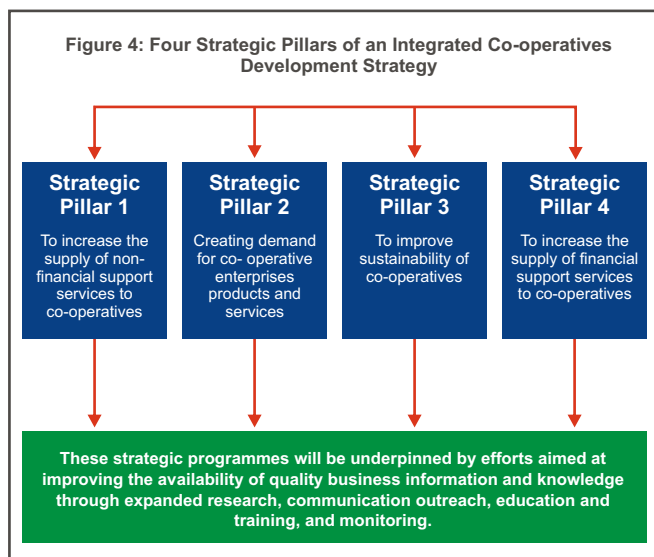 Figure 4: Four Strategic Pillars of an Integrated Co-operatives
Development Strategy
Strategic
Pillar 1
To increase the
supply of non-
financial support
services to
co-operatives
Strategic
Pillar 2
Creating demand
for co- operative
enterprises
products and
services
Strategic
Pillar 3
To improve
sustainability of
co-operatives
Strategic
Pillar 4
To increase the
supply of financial
support services
to co-operatives
These strategic programmes will be underpinned by efforts aimed at
improving the availability of quality business information and knowledge
through expanded research, communication outreach, education and
training, and monitoring.